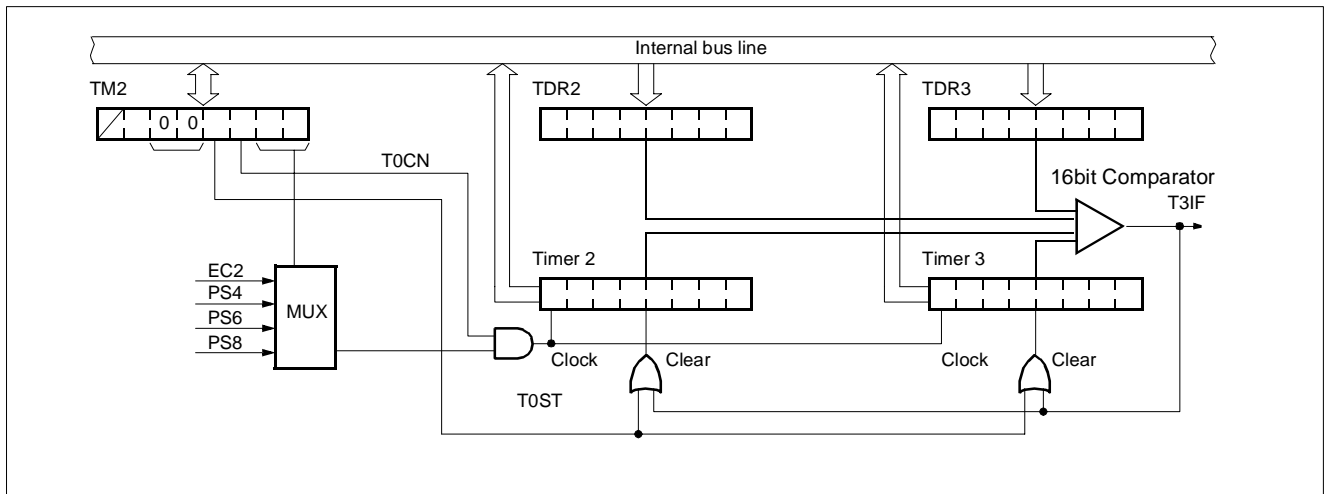 Internal bus line
TM2
TDR2
TDR3
0 0
T0CN
16bit Comparator
T3IF
Timer 2
Timer 3
EC2
PS4
PS6
PS8
MUX
Clock
Clear
Clock
Clear
T0ST